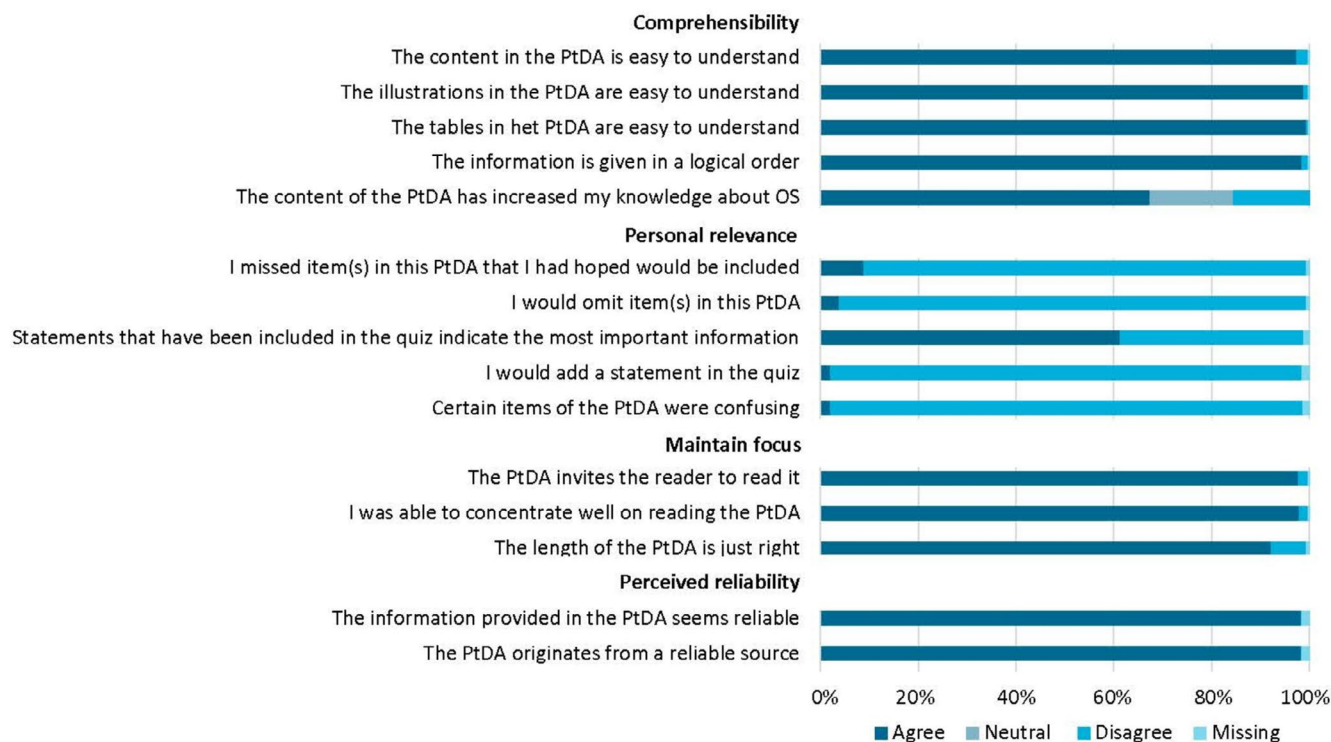 Comprehensibility
The content in the PtDA is easy to understand
The illustrations in the PtDA are easy to understand
The tables in het PtDA are easy to understand
The information is given in a logical order
The content of the PtDA has increased my knowledge about OS
Personal relevance
I missed item(s) in this PtDA that I had hoped would be included
I would omit item(s) in this PtDA
Statements that have been included in the quiz indicate the most important information
I would add a statement in the quiz
Certain items of the PtDA were confusing
Maintain focus
The PtDA invites the reader to read it
I was able to concentrate well on reading the PtDA
The length of the PtDA is just right
Perceived reliability
The information provided in the PtDA seems reliable
The PtDA originates from a reliable source
0% 20% 40% 60% 80% 100%
Agree Neutral Disagree Missing